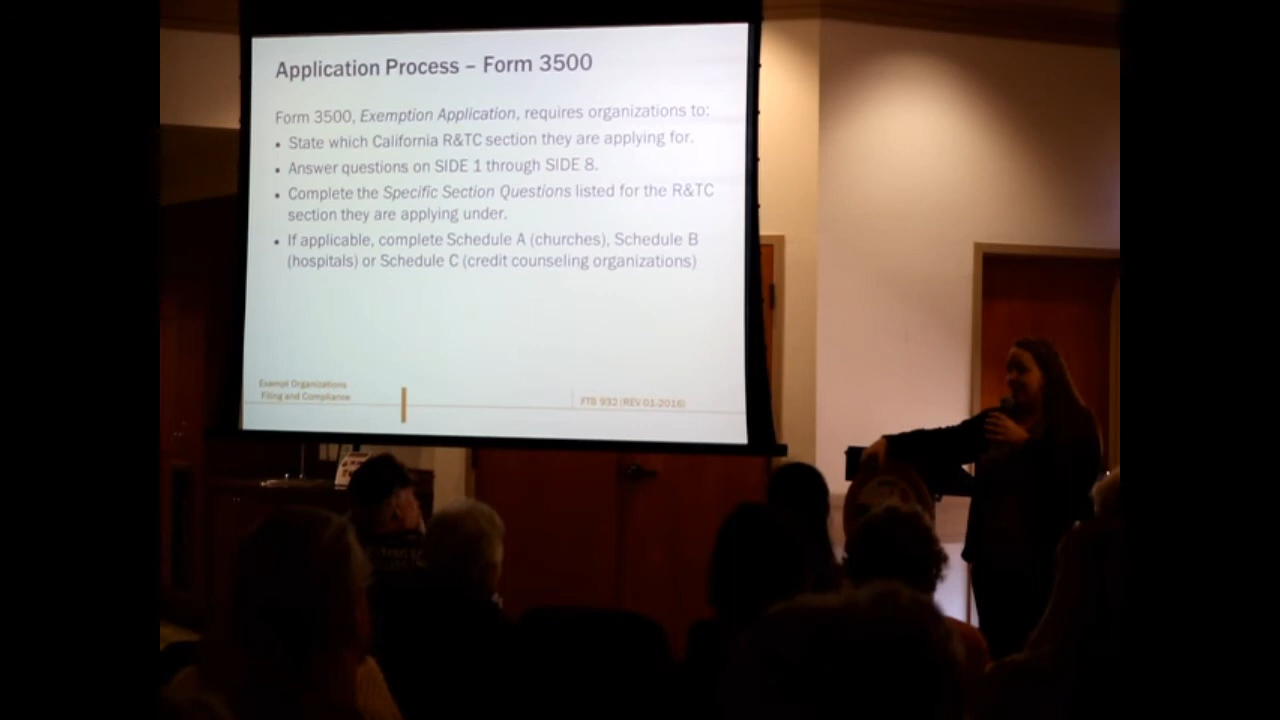 Application Process – Form 3500
Form 3500, Exemption Application, requires organizations to:
• State which California R&TC section they are applying for.
• Answer questions on SIDE 1 through SIDE 8.
• Complete the Specific Section Questions listed for the R&TC
section they are applying under.
• If applicable, complete Schedule A (churches), Schedule B
(hospitals) or Schedule C (credit counseling organizations)
Exempt Organizations
Filing and Compliance
FTB 932 (REV 01-2016)